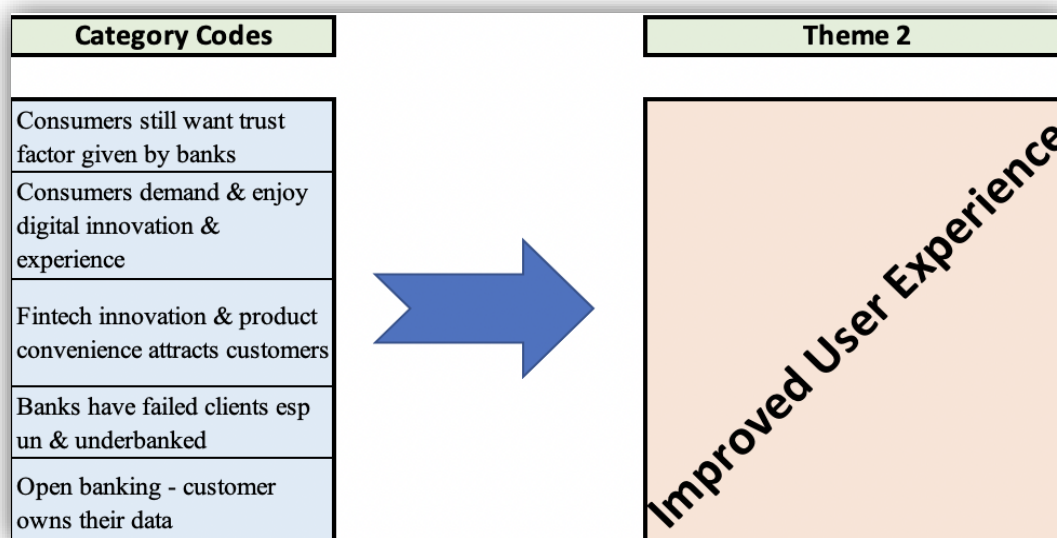 Category Codes
Theme 2
Consumers still want trust
factor given by banks
Consumers demand & enjoy
digital innovation &
experience
Fintech innovation & product
convenience attracts customers
Banks have failed clients esp
un & underbanked
Open banking - customer
owns their data
Improved User Experience